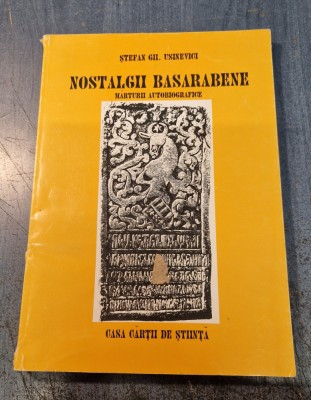 ŞTEFAN GH. USINEVICI
NOSTALGII BASARABENE
MARTURII AUTOBIOGRAFICE
CASA CĂRŢII DE ŞTIINŢĂ